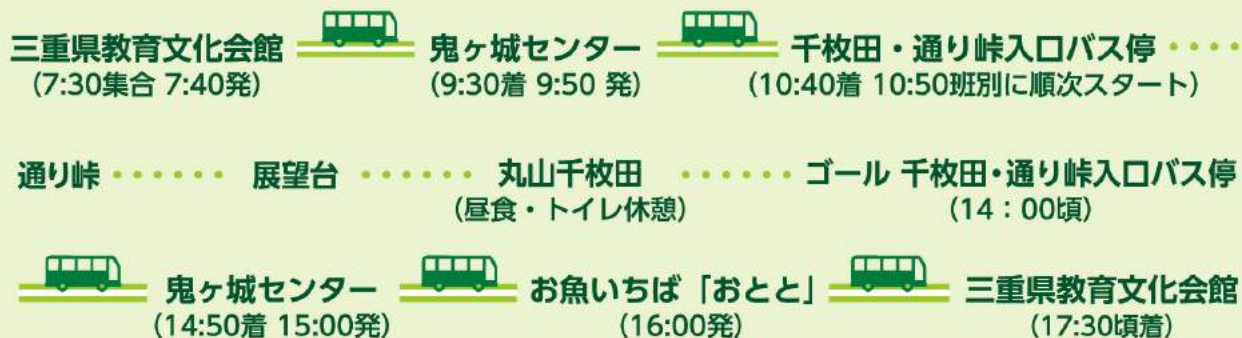 三重県教育文化会館 鬼ヶ城センター 千枚田・通り峠入口バス停
(7:30集合 7:40発) (9:30着 9:50 発) (10:40着 10:50班別に順次スタート)
通り峠 展望台 丸山千枚田 ゴール 千枚田・通り峠入口バス停
(昼食・トイレ休憩) (14：00頃)
鬼ヶ城センター お魚いちば「おとと」 三重県教育文化会館
(14:50着 15:00発) (16:00発) (17:30頃着)